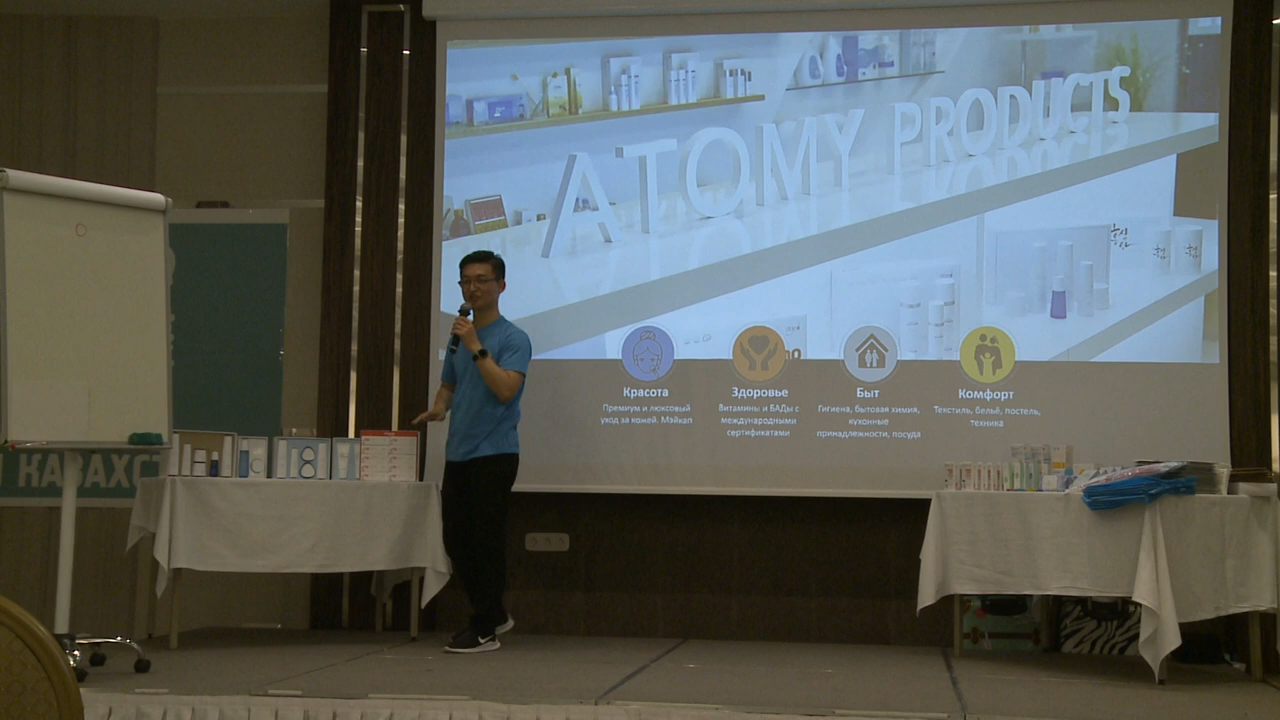 ATOMY PRODUCTS
Красота
Премиум и люксовый
уход за кожей. Мэйкап
Здоровье
Витамины и БАДы с
международными
сертификатами
Быт
Гигиена, бытовая химия,
кухонные
принадлежности, посуда
Комфорт
Текстиль, бельё, постель,
техника
КАЗАХСТ